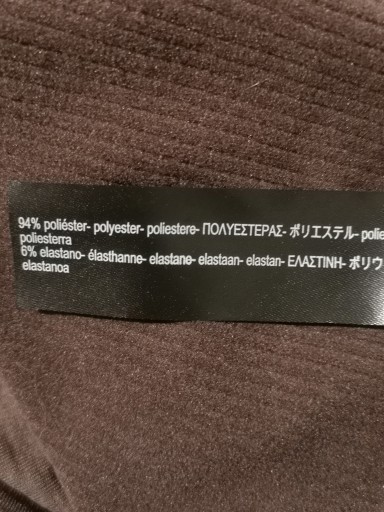 94% poliéster- polyester- poliestere- ΠΟΛΥΕΣΤΕΡΑΣ- ポリエステル- polie
poliesterra
6% elastano- élasthanne- elastane- elastaan- elastan- ΕΛΑΣΤΙΝΗ- ポリウ
elastanoa